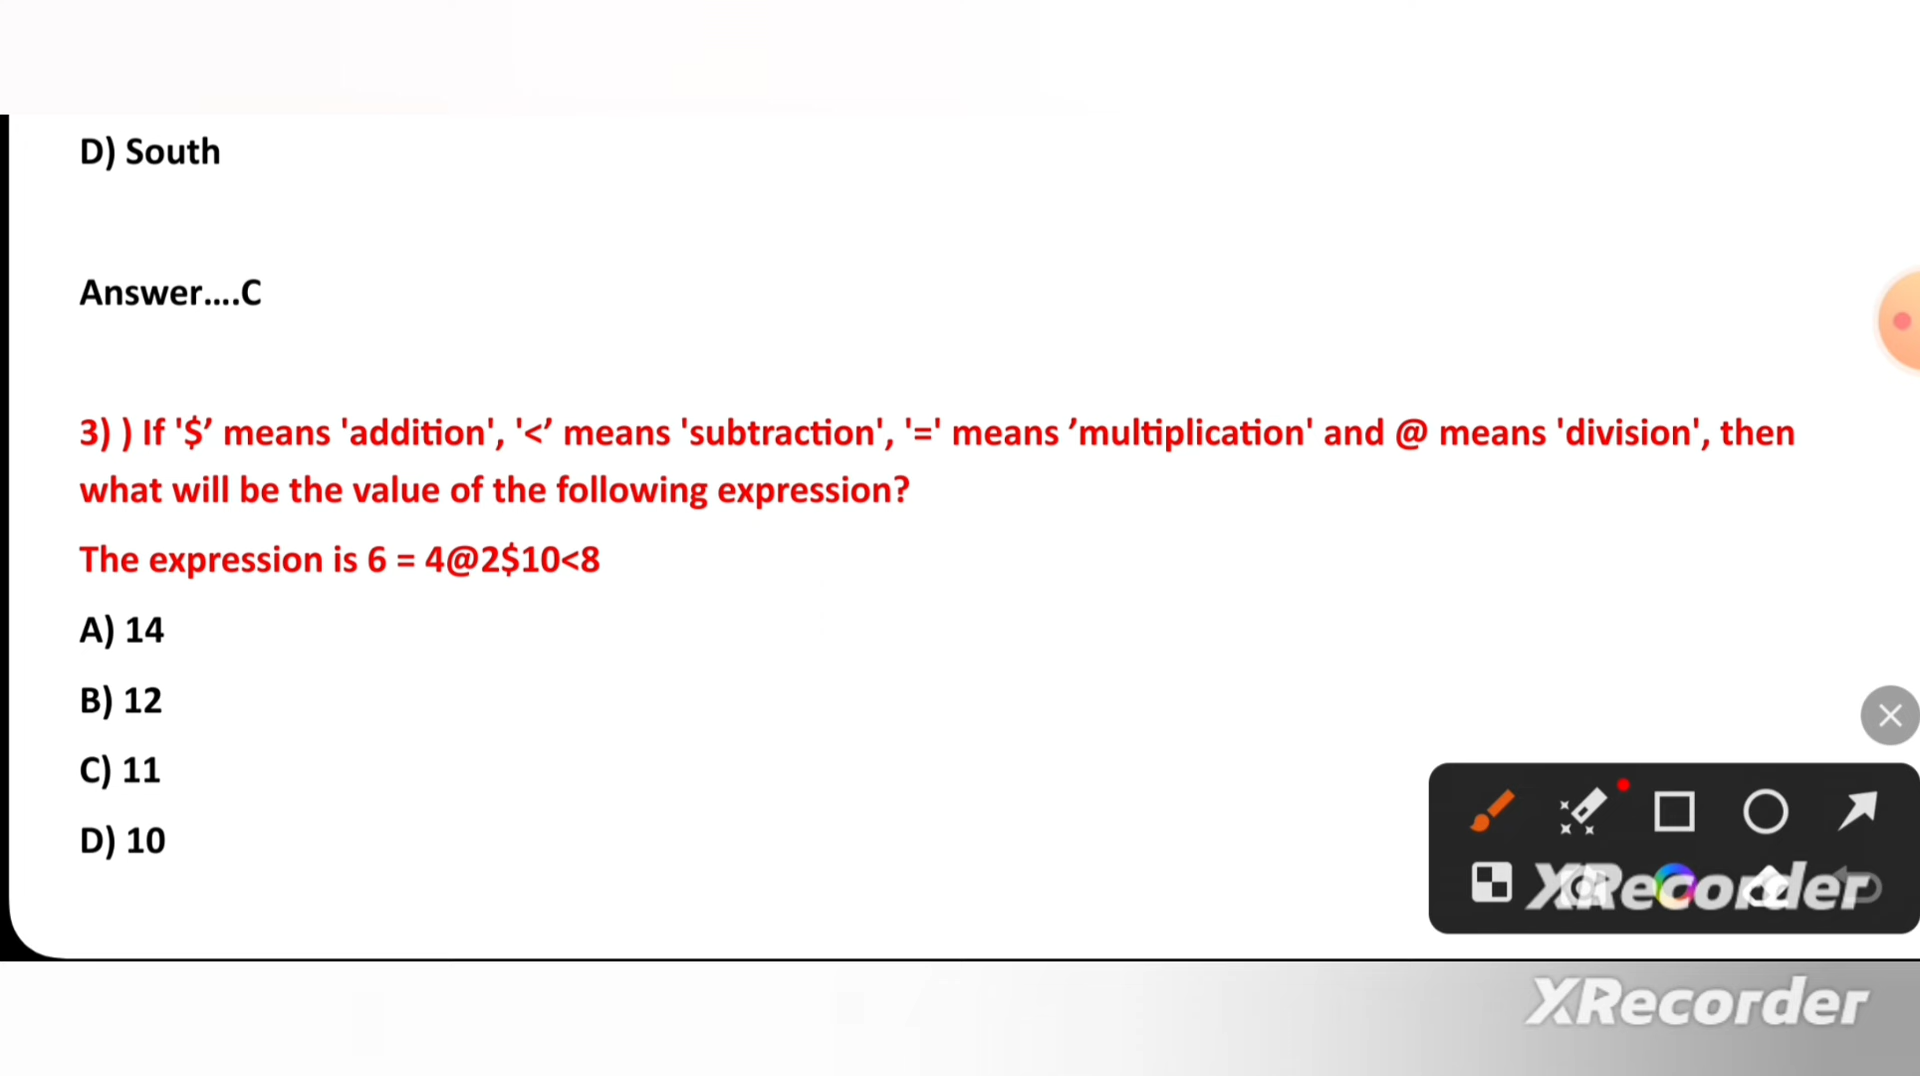 D) South
Answer....C
3) ) If '$’ means 'addition', '<’ means 'subtraction', '=' means ’multiplication' and @ means 'division', then
what will be the value of the following expression?
The expression is 6 = 4@2$10<8
A) 14
B) 12
C) 11
D) 10
XRecorder
XRecorder